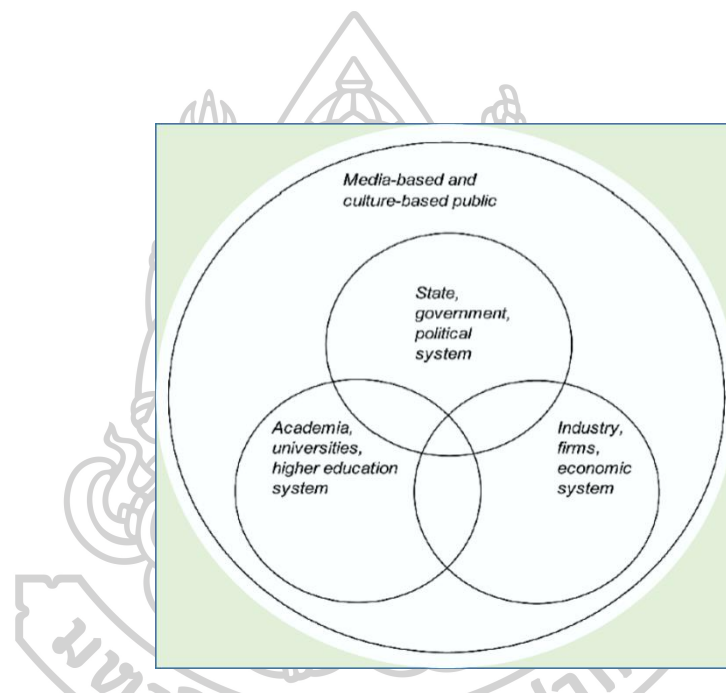 Media-based and
culture-based public
State,
government,
political
system
Academia,
universities,
higher education
system
Industry,
firms,
economic
system